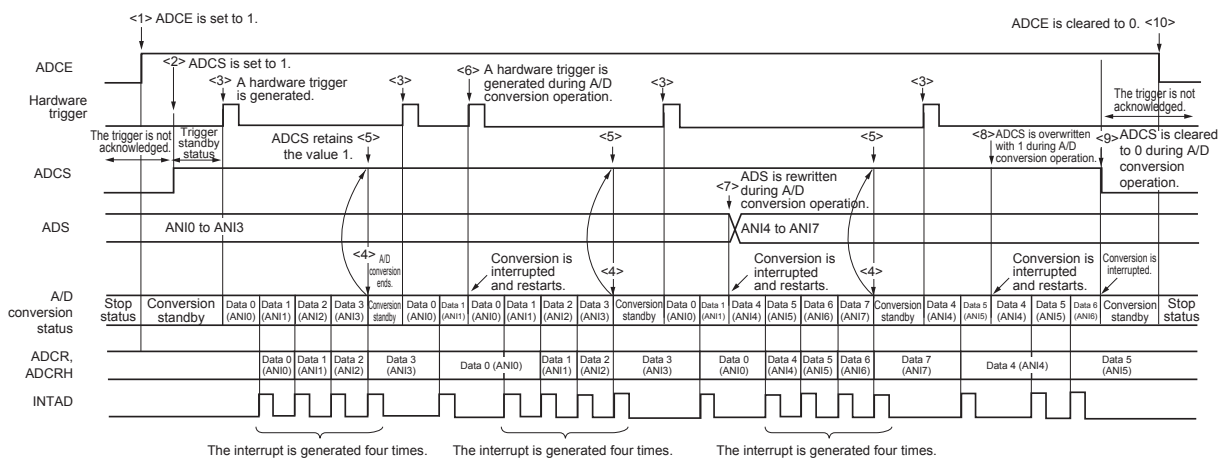 <1> ADCE is set to 1.
ADCE is cleared to 0. <10>
ADCE
<2> ADCS is set to 1.
<3> A hardware trigger
is generated.
<3>
<6> A hardware trigger is
generated during A/D
conversion operation.
<3>
<3>
The trigger is not
acknowledged.
Hardware
trigger
The trigger is not
acknowledged.
Trigger
standby
status
ADCS retains
the value 1.
<5>
<5>
<5>
<8> ADCS is overwritten
with 1 during A/D
conversion operation.
<9> ADCS is cleared
to 0 during A/D
conversion
operation.
ADCS
<7> ADS is rewritten
during A/D
conversion operation.
ADS
ANI0 to ANI3
ANI4 to ANI7
<4> A/D
conversion
ends.
Conversion is
interrupted
and restarts.
<4>
Conversion is
interrupted
and restarts.
<4>
Conversion is
interrupted
and restarts.
Conversion is
interrupted.
A/D
conversion
status
Stop
status
Conversion
standby
Data 0
(ANI0)
Data 1
(ANI1)
Data 2
(ANI2)
Data 3
(ANI3)
Conversion
standby
Data 0
(ANI0)
Data 1
(ANI1)
Data 0
(ANI0)
Data 1
(ANI1)
Data 2
(ANI2)
Data 3
(ANI3)
Conversion
standby
Data 0
(ANI0)
Data 1
(ANI1)
Data 4
(ANI4)
Data 5
(ANI5)
Data 6
(ANI6)
Data 7
(ANI7)
Conversion
standby
Data 4
(ANI4)
Data 5
(ANI5)
Data 4
(ANI4)
Data 5
(ANI5)
Data 6
(ANI6)
Conversion
standby
Stop
status
ADCR,
ADCRH
Data 0
(ANI0)
Data 1
(ANI1)
Data 2
(ANI2)
Data 3
(ANI3)
Data 0 (ANI0)
Data 1
(ANI1)
Data 2
(ANI2)
Data 3
(ANI3)
Data 0
(ANI0)
Data 4
(ANI4)
Data 5
(ANI5)
Data 6
(ANI6)
Data 7
(ANI7)
Data 4 (ANI4)
Data 5
(ANI5)
INTAD
The interrupt is generated four times.
The interrupt is generated four times.
The interrupt is generated four times.